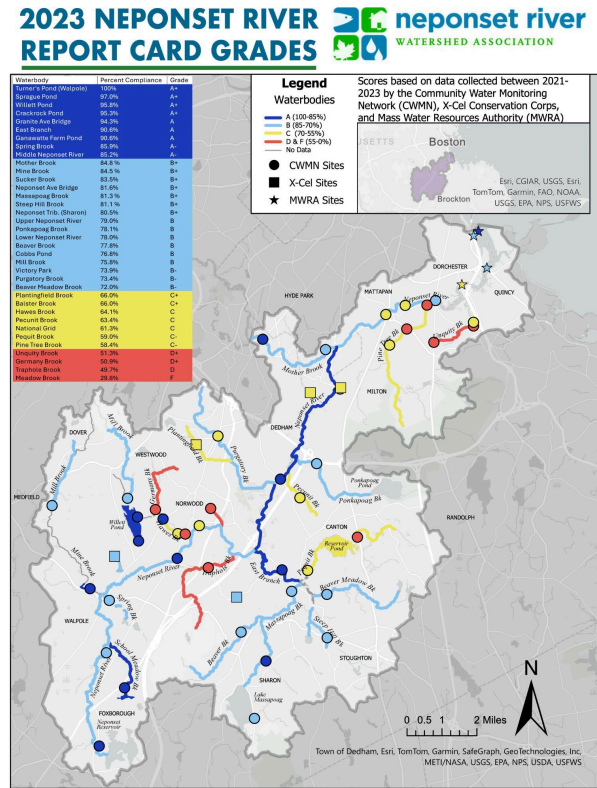 2023 NEPONSET RIVER
REPORT CARD GRADES
neponset river
WATERSHED ASSOCIATION
Waterbody Percent Compliance Grade
Turner's Pond (Walpole) 100% A+
Sprague Pond 97.0% A+
Willett Pond 95.8% A+
Crackrock Pond 95.3% A+
Granite Ave Bridge 94.3% A
East Branch 90.6% A
Ganawatte Farm Pond 90.6% A
Spring Brook 85.9% A-
Middle Neponset River 85.2% A-
Mother Brook 84.8 % B+
Mine Brook 84.5 % B+
Sucker Brook 83.5% B+
Neponset Ave Bridge 81.6% B+
Massapoag Brook 81.3 % B+
Steep Hill Brook 81.1 % B+
Neponset Trib. (Sharon) 80.5% B+
Upper Neponset River 79.0% B
Ponkapoag Brook 78.1% B
Lower Neponset River 78.0% B
Beaver Brook 77.8% B
Cobbs Pond 76.8% B
Mill Brook 75.8% B
Victory Park 73.9% B-
Purgatory Brook 73.4% B-
Beaver Meadow Brook 72.0% B-
Plantingfield Brook 66.0% C+
Balster Brook 66.0% C+
Hawes Brook 64.1% C
Pecunit Brook 63.4% C
National Grid 61.3% C
Pequit Brook 59.0% C-
Pine Tree Brook 58.4% C-
Unquity Brook 51.3% D+
Germany Brook 50.9% D+
Traphole Brook 49.7% D
Meadow Brook 29.8% F
Legend
Waterbodies
A (100-85%)
B (85-70%)
C (70-55%)
D & F (55-0%)
No Data
CWMN Sites
X-Cel Sites
MWRA Sites
Scores based on data collected between 2021-
2023 by the Community Water Monitoring
Network (CWMN), X-Cel Conservation Corps,
and Mass Water Resources Authority (MWRA)
SETTS
Boston
Brockton
Esri, CGIAR, USGS, Esri,
TomTom, Garmin, FAO, NOAA,
USGS, EPA, NPS, USFWS
DORCHESTER
QUINCY
HYDE PARK
MATTAPAN
Neponset River
Unquity Bk
Pine Tree Bk
Mother Brook
MILTON
Neponset River
DEDHAM
DOVER
Mill Brook
WESTWOOD
Plantingfield Bk
Purgatory Bk
Ponkapoag
Pond
Ponkapoag Bk
Mill Brook
MEDFIELD
Germany Bk
NORWOOD
Pecunit Bk
RANDOLPH
Willett
Pond
Hawes Bk
CANTON
Reservoir
Pond
Mine Brook
Neponset River
Traphole Bk
East Branch
Pequit Bk
Beaver Meadow Bk
Spring Bk
WALPOLE
Massapoag Bk
Steep Hill Bk
Beaver Bk
STOUGHTON
School Meadow Bk
Neponset River
SHARON
Lake
Massapoag
FOXBOROUGH
Neponset
Reservoir
N
0 0.5 1 2 Miles
Town of Dedham, Esri, TomTom, Garmin, SafeGraph, GeoTechnologies, Inc,
METI/NASA, USGS, EPA, NPS, USDA, USFWS